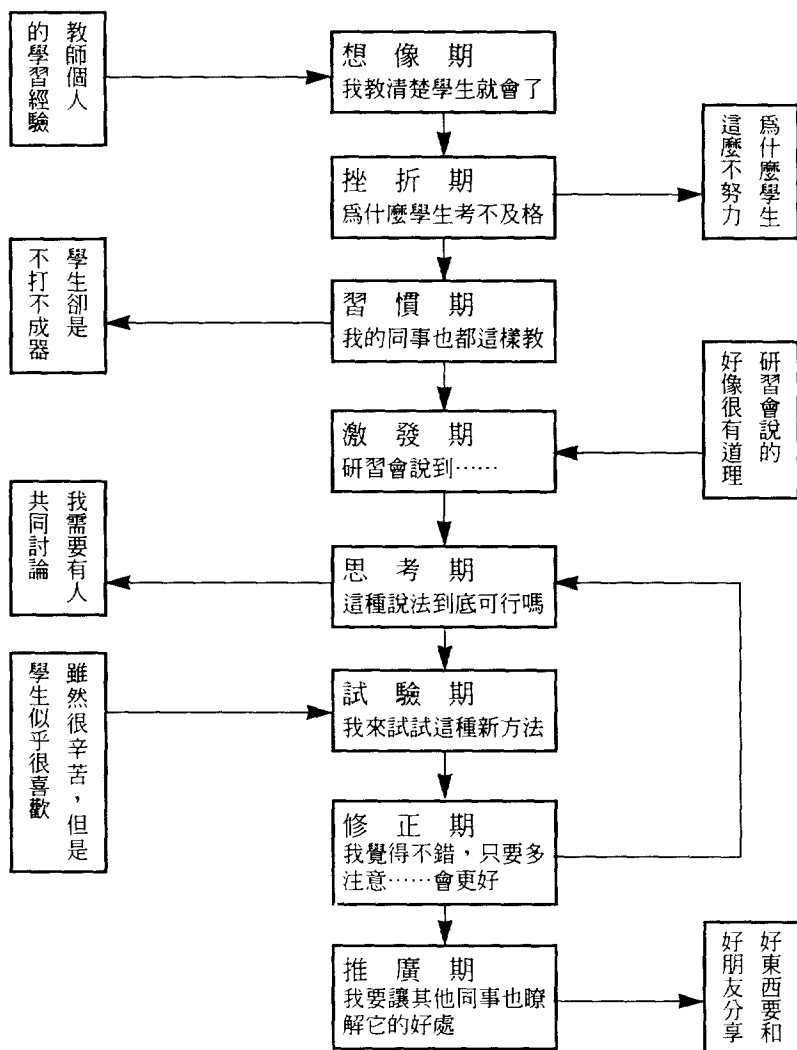 教師個人
的學習經驗
想像期
我教清楚學生就會了
挫折期
爲什麼學生考不及格
爲什麼學生
這麼不努力
習慣期
我的同事也都這樣教
學生卻是
不打不成器
激發期
研習會說到……
研習會說的
好像很有道理
思考期
這種說法到底可行嗎
我需要有人
共同討論
試驗期
我來試試這種新方法
雖然很辛苦，但是
學生似乎很喜歡
修正期
我覺得不錯，只要多
注意……會更好
推廣期
我要讓其他同事也瞭
解它的好處
好東西要和
好朋友分享